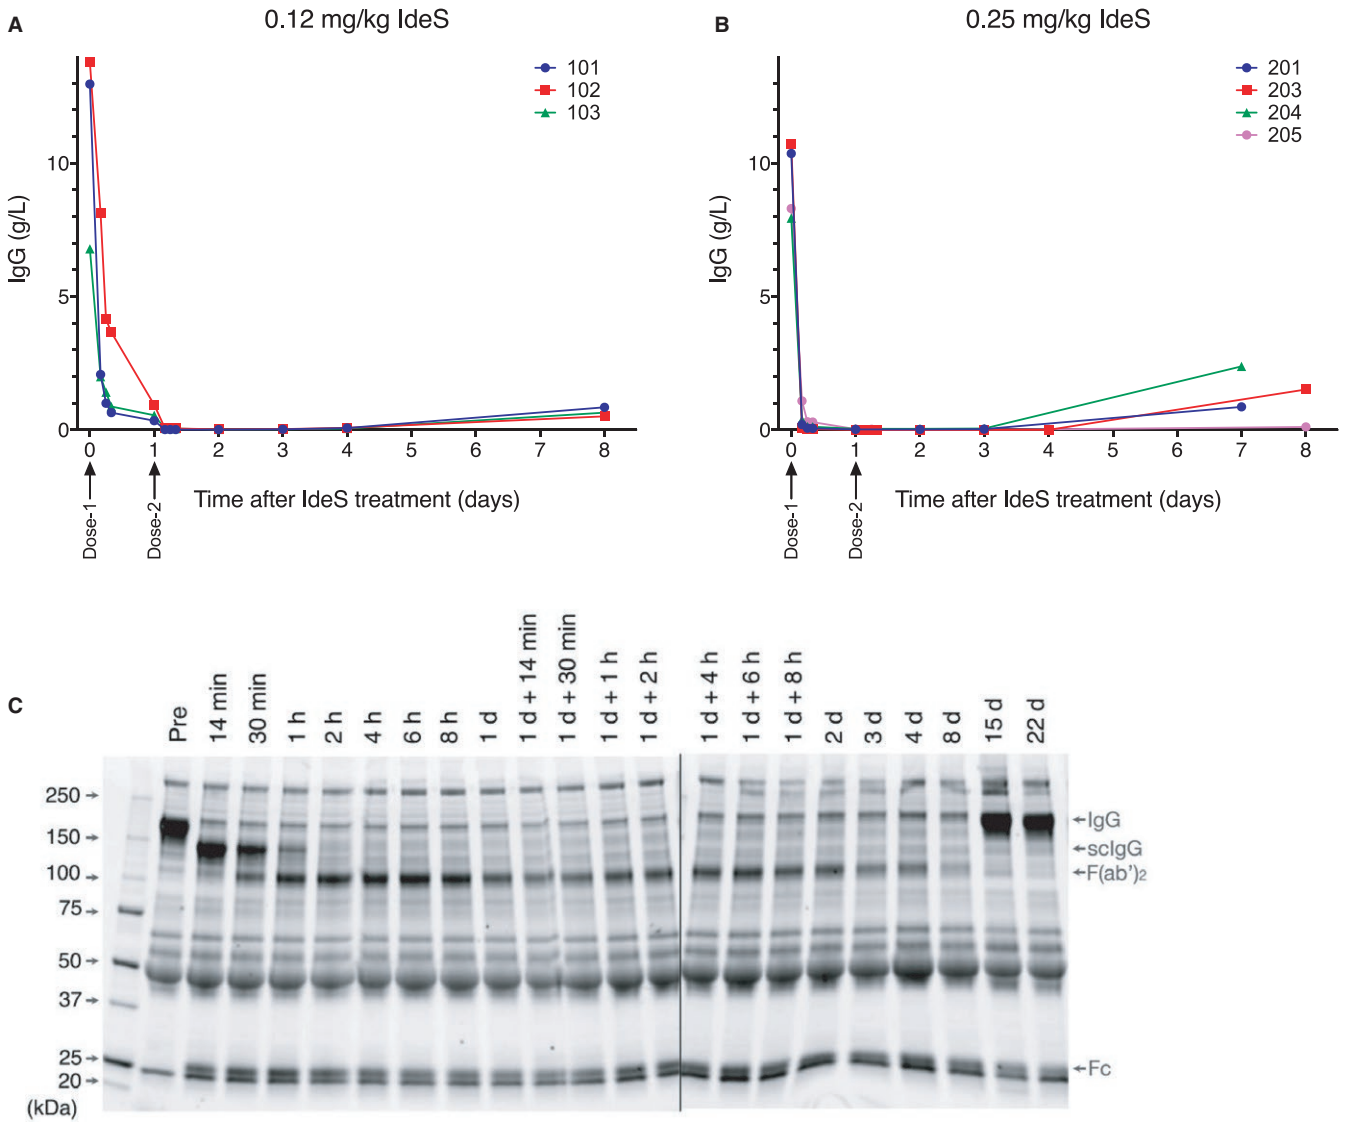 A
0.12 mg/kg IdeS
101
102
103
IgG (g/L)
10
5
0
0 1 2 3 4 5 6 7 8
Time after IdeS treatment (days)
Dose-1
Dose-2
B
0.25 mg/kg IdeS
201
203
204
205
IgG (g/L)
10
5
0
0 1 2 3 4 5 6 7 8
Time after IdeS treatment (days)
Dose-1
Dose-2
C
Pre
14 min
30 min
1 h
2 h
4 h
6 h
8 h
1 d
1 d + 14 min
1 d + 30 min
1 d + 1 h
1 d + 2 h
1 d + 4 h
1 d + 6 h
1 d + 8 h
2 d
3 d
4 d
8 d
15 d
22 d
250
150
100
75
50
37
25
20
(kDa)
IgG
scIgG
F(ab')2
Fc